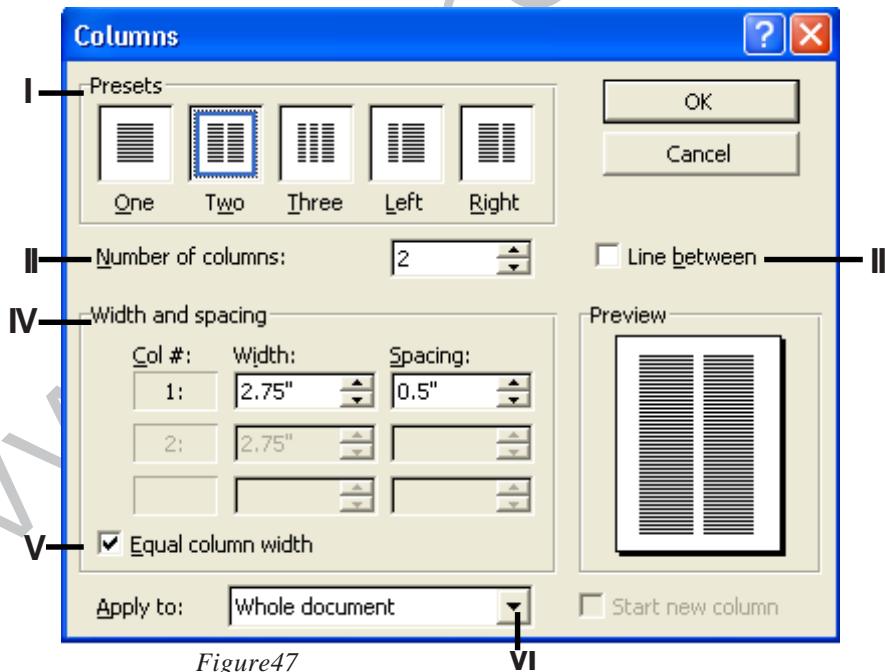 Columns
I
Presets
OK
Cancel
One Two Three Left Right
II
Number of columns: 2
Line between
II
IV
Width and spacing
Preview
Col #: Width: Spacing:
1: 2.75" 0.5"
2: 2.75"
V
Equal column width
Apply to: Whole document
Start new column
Figure47
VI